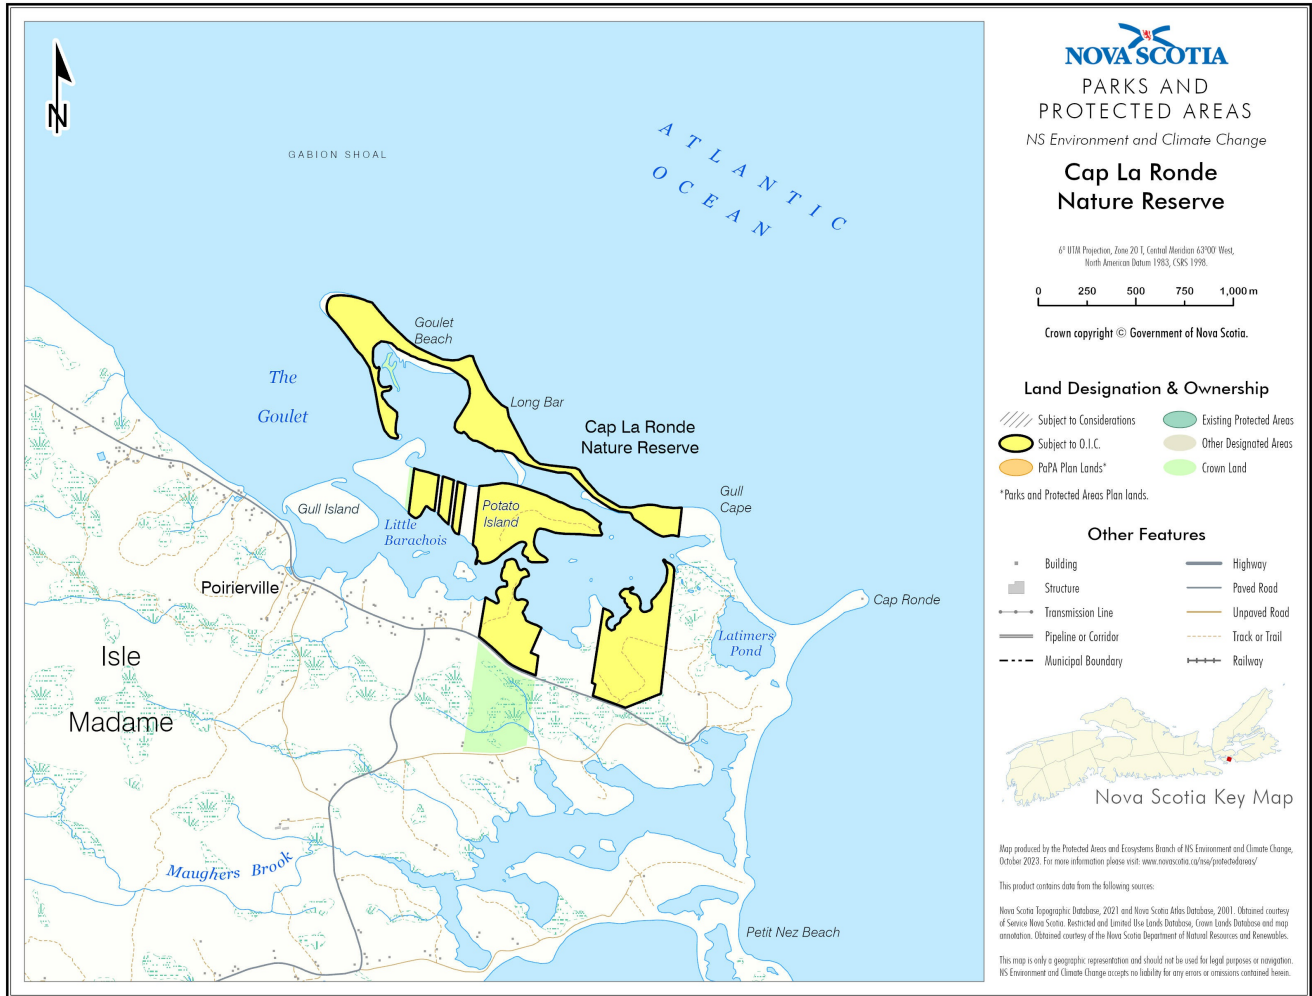 N
GABION SHOAL
ATLANTIC
OCEAN
Goulet
Beach
The
Goulet
Long Bar
Cap La Ronde
Nature Reserve
Gull
Cape
Gull Island
Potato
Island
Little
Barachois
Poirierville
Cap Ronde
Latimers
Pond
Isle
Madame
Maughers Brook
Petit Nez Beach
NOVA SCOTIA
PARKS AND
PROTECTED AREAS
NS Environment and Climate Change
Cap La Ronde
Nature Reserve
6° UTM Projection, Zone 20 T, Central Meridian 63°00' West,
North American Datum 1983, CSRS 1998.
0 250 500 750 1,000 m
Crown copyright © Government of Nova Scotia.
Land Designation & Ownership
Subject to Considerations
Existing Protected Areas
Subject to O.I.C.
Other Designated Areas
PaPA Plan Lands*
Crown Land
*Parks and Protected Areas Plan lands.
Other Features
Building
Highway
Structure
Paved Road
Transmission Line
Unpaved Road
Pipeline or Corridor
Track or Trail
Municipal Boundary
Railway
Nova Scotia Key Map
Map produced by the Protected Areas and Ecosystems Branch of NS Environment and Climate Change,
October 2023. For more information please visit: www.novascotia.ca/nse/protectedareas/
This product contains data from the following sources:
Nova Scotia Topographic Database, 2021 and Nova Scotia Atlas Database, 2001. Obtained courtesy
of Service Nova Scotia. Restricted and Limited Use Lands Database, Crown Lands Database and map
annotation. Obtained courtesy of the Nova Scotia Department of Natural Resources and Renewables.
This map is only a geographic representation and should not be used for legal purposes or navigation.
NS Environment and Climate Change accepts no liability for any errors or omissions contained herein.